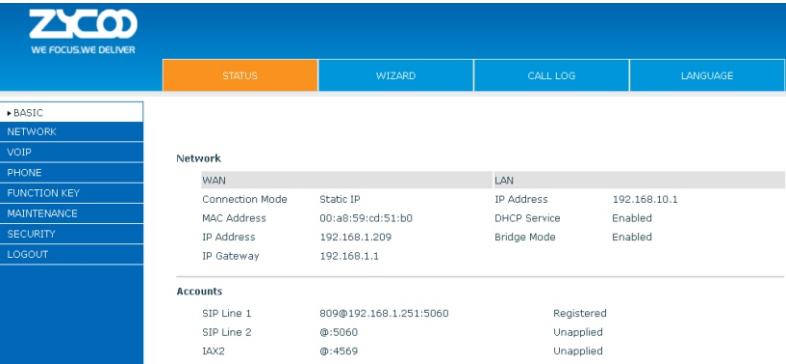 ZYCOO
WE FOCUS.WE DELIVER
STATUS WIZARD CALL LOG LANGUAGE
BASIC
NETWORK
VOIP
PHONE
FUNCTION KEY
MAINTENANCE
SECURITY
LOGOUT
Network
WAN LAN
Connection Mode Static IP IP Address 192.168.10.1
MAC Address 00:a8:59:cd:51:b0 DHCP Service Enabled
IP Address 192.168.1.209 Bridge Mode Enabled
IP Gateway 192.168.1.1
Accounts
SIP Line 1 809@192.168.1.251:5060 Registered
SIP Line 2 @:5060 Unapplied
IAX2 @:4569 Unapplied